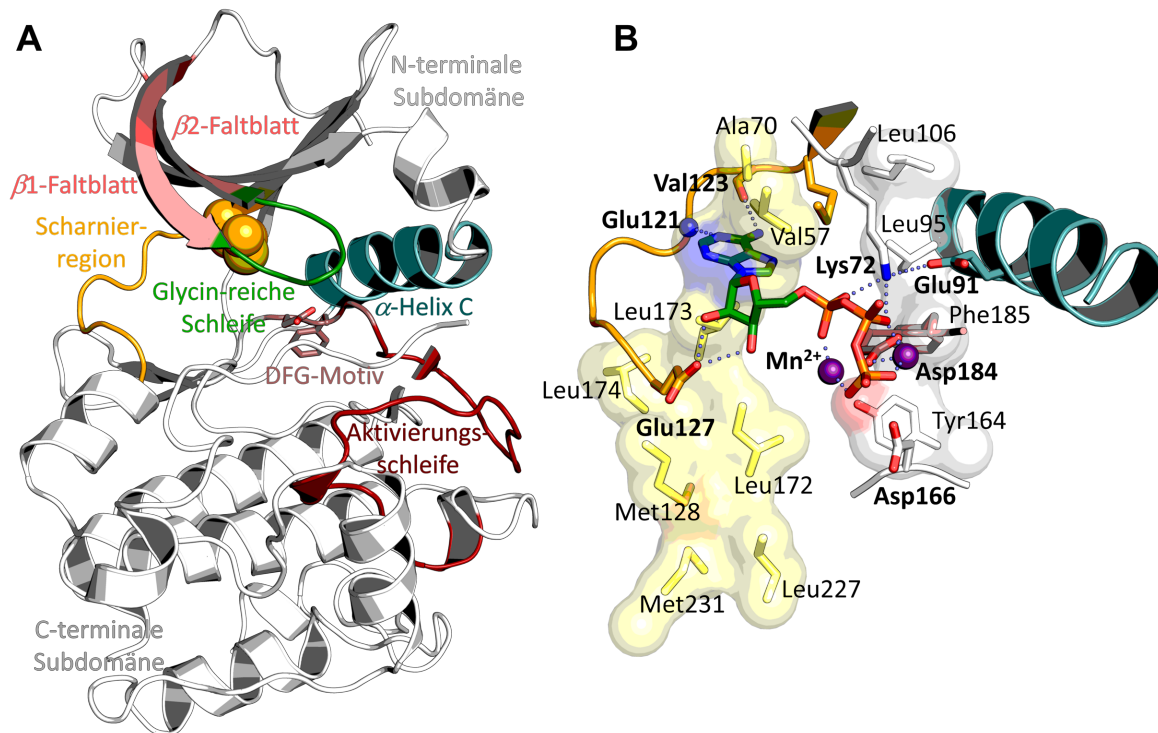 A
N-terminale
Subdomäne
β2-Faltblatt
β1-Faltblatt
Scharnier-
region
Glycin-reiche
Schleife
α-Helix C
DFG-Motiv
Aktivierungs-
schleife
C-terminale
Subdomäne
B
Ala70
Leu106
Val123
Glu121
Val57
Leu95
Lys72
Glu91
Leu173
Phe185
Mn²⁺
Asp184
Leu174
Tyr164
Glu127
Leu172
Asp166
Met128
Met231
Leu227